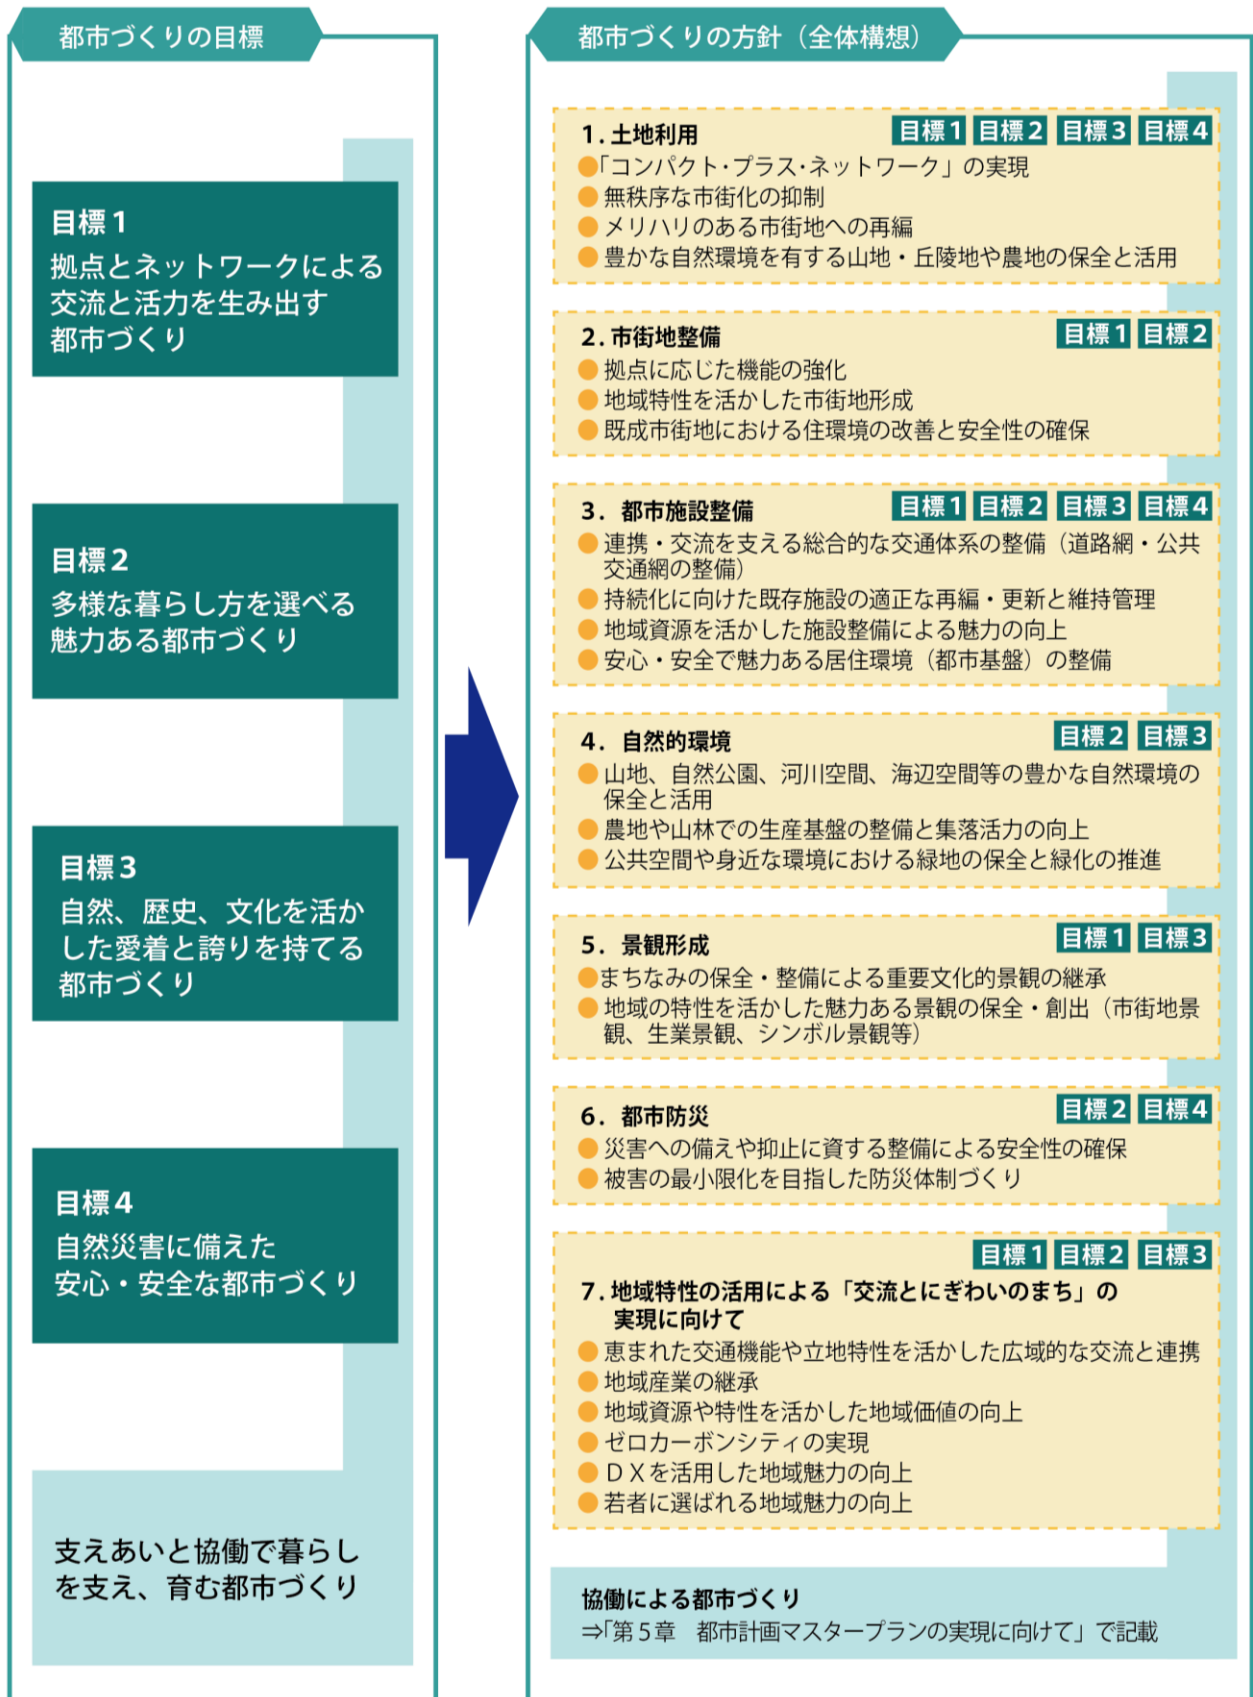 都市づくりの目標
目標1
拠点とネットワークによる
交流と活力を生み出す
都市づくり
目標2
多様な暮らし方を選べる
魅力ある都市づくり
目標3
自然、歴史、文化を活か
した愛着と誇りを持てる
都市づくり
目標4
自然災害に備えた
安心・安全な都市づくり
支えあいと協働で暮らし
を支え、育む都市づくり
都市づくりの方針（全体構想）
1.土地利用 目標1 目標2 目標3 目標4
●「コンパクト・プラス・ネットワーク」の実現
●無秩序な市街化の抑制
●メリハリのある市街地への再編
●豊かな自然環境を有する山地・丘陵地や農地の保全と活用
2.市街地整備 目標1 目標2
●拠点に応じた機能の強化
●地域特性を活かした市街地形成
●既成市街地における住環境の改善と安全性の確保
3. 都市施設整備 目標1 目標2 目標3 目標4
●連携・交流を支える総合的な交通体系の整備（道路網・公共
交通網の整備）
●持続化に向けた既存施設の適正な再編・更新と維持管理
●地域資源を活かした施設整備による魅力の向上
●安心・安全で魅力ある居住環境（都市基盤）の整備
4. 自然的環境 目標2 目標3
●山地、自然公園、河川空間、海辺空間等の豊かな自然環境の
保全と活用
●農地や山林での生産基盤の整備と集落活力の向上
●公共空間や身近な環境における緑地の保全と緑化の推進
5. 景観形成 目標1 目標3
●まちなみの保全・整備による重要文化的景観の継承
●地域の特性を活かした魅力ある景観の保全・創出（市街地景
観、生業景観、シンボル景観等）
6. 都市防災 目標2 目標4
●災害への備えや抑止に資する整備による安全性の確保
●被害の最小限化を目指した防災体制づくり
目標1 目標2 目標3
7.地域特性の活用による「交流とにぎわいのまち」の
実現に向けて
●恵まれた交通機能や立地特性を活かした広域的な交流と連携
●地域産業の継承
●地域資源や特性を活かした地域価値の向上
●ゼロカーボンシティの実現
●ＤＸを活用した地域魅力の向上
●若者に選ばれる地域魅力の向上
協働による都市づくり
⇒「第5章　都市計画マスタープランの実現に向けて」で記載